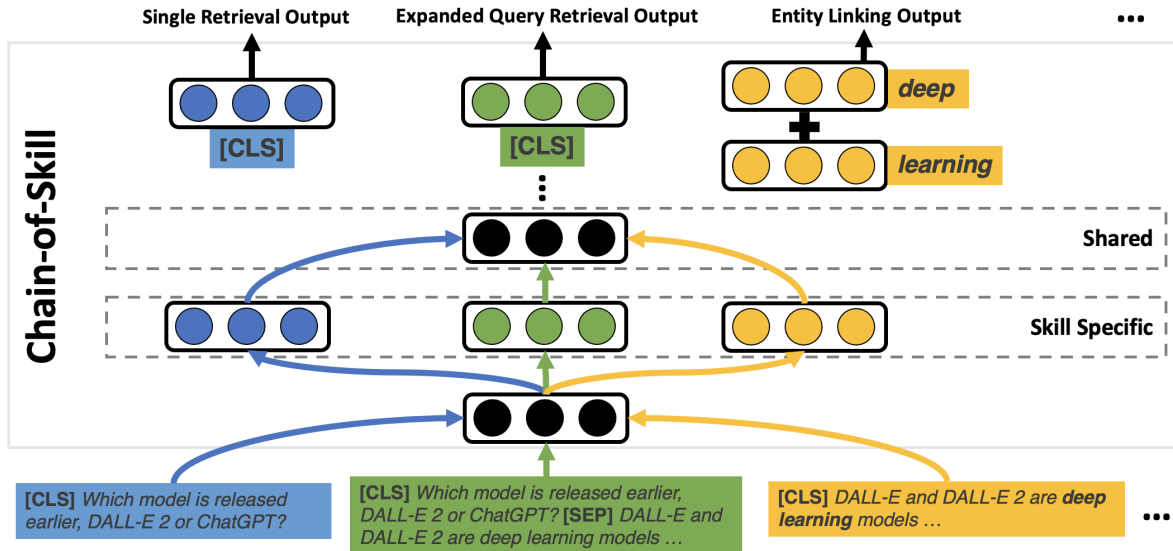 Single Retrieval Output
Expanded Query Retrieval Output
Entity Linking Output
...
deep
[CLS]
[CLS]
learning
Chain-of-Skill
Shared
Skill Specific
[CLS] Which model is released
earlier, DALL-E 2 or ChatGPT?
[CLS] Which model is released earlier,
DALL-E 2 or ChatGPT? [SEP] DALL-E and
DALL-E 2 are deep learning models ...
[CLS] DALL-E and DALL-E 2 are deep
learning models ...
...